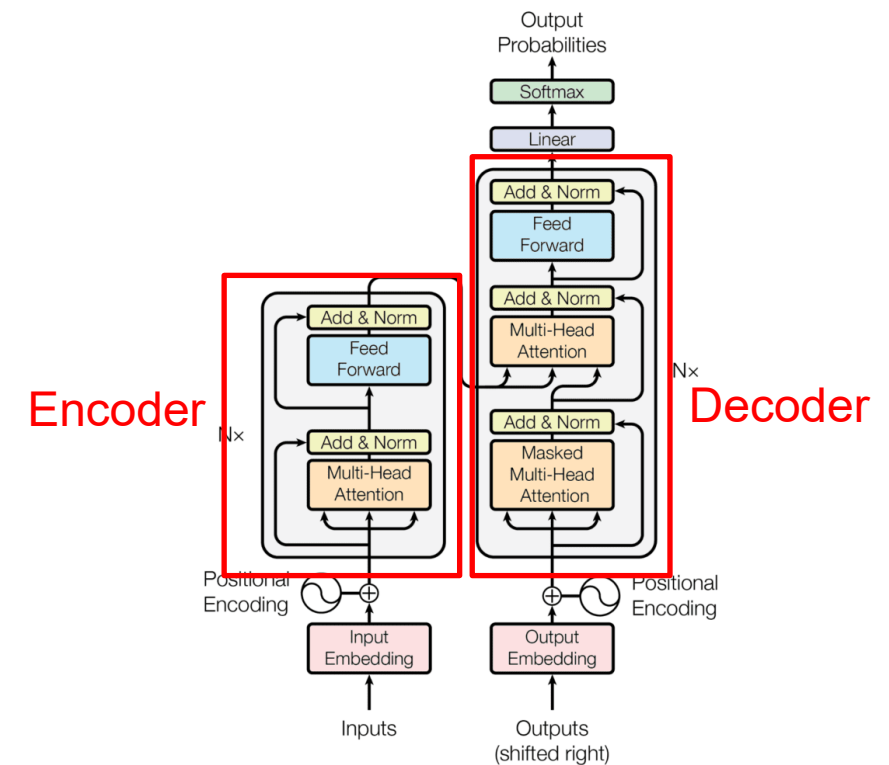 Output
Probabilities
Softmax
Linear
Add & Norm
Feed
Forward
Add & Norm
Multi-Head
Attention
Add & Norm
Masked
Multi-Head
Attention
N×
Decoder
Positional
Encoding
Output
Embedding
Outputs
(shifted right)
Encoder
N×
Add & Norm
Feed
Forward
Add & Norm
Multi-Head
Attention
Positional
Encoding
Input
Embedding
Inputs